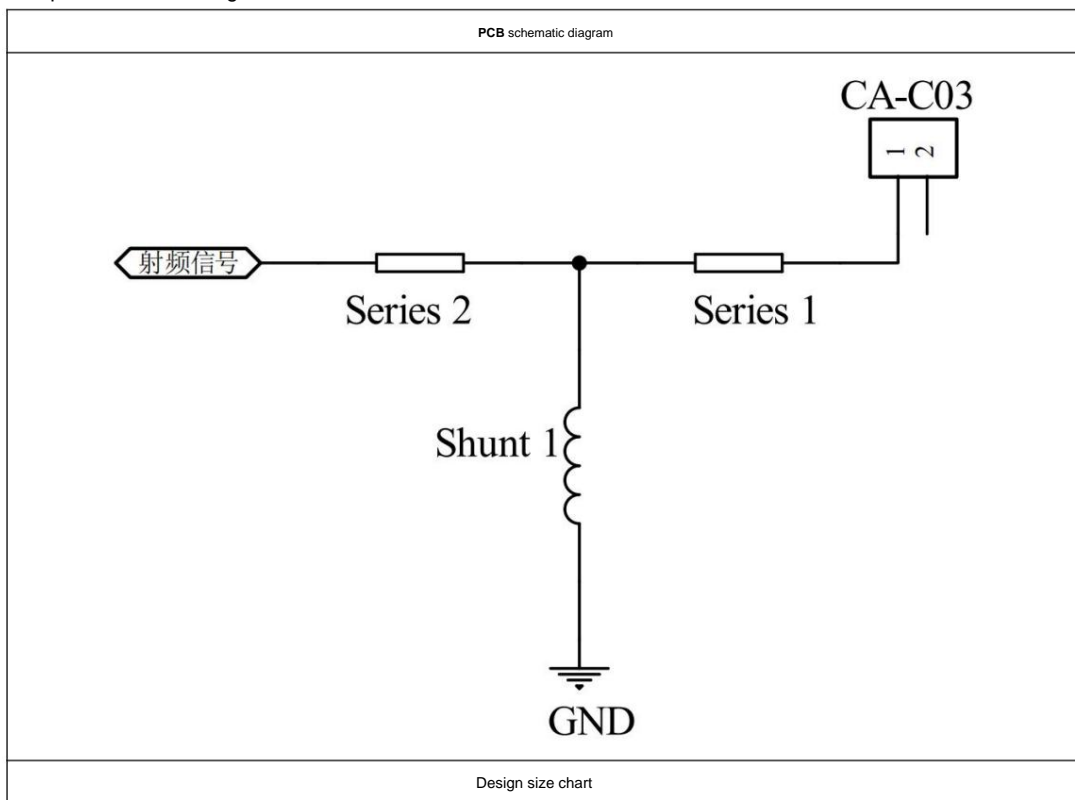 PCB schematic diagram
CA-C03
1
2
射频信号
Series 2
Series 1
Shunt 1
GND
Design size chart